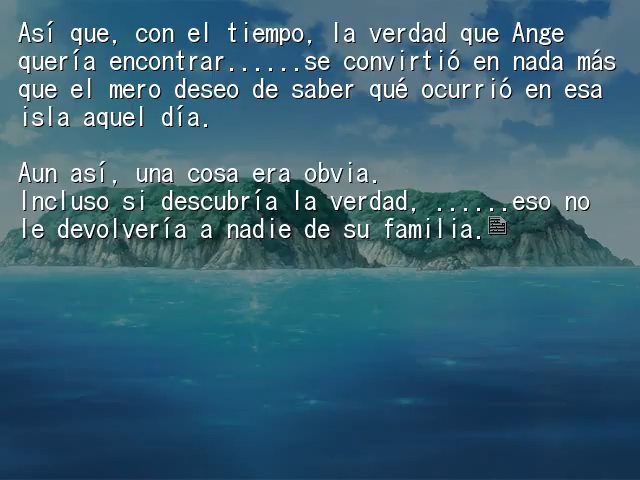 Así que, con el tiempo, la verdad que Ange
quería encontrar......se convirtió en nada más
que el mero deseo de saber qué ocurrió en esa
isla aquel día.
Aun así, una cosa era obvia.
Incluso si descubría la verdad, ......eso no
le devolvería a nadie de su familia.